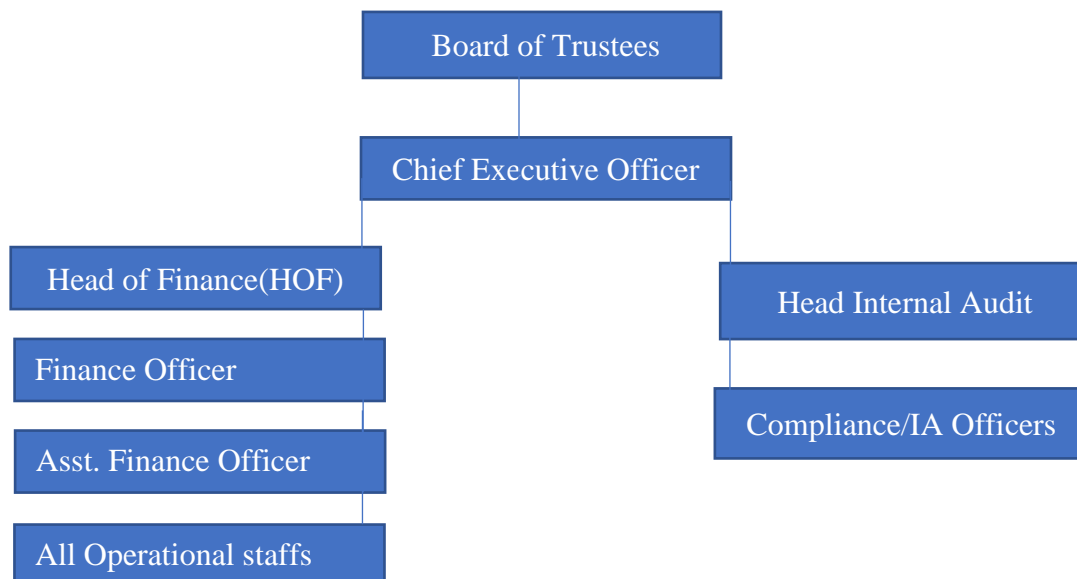 Board of Trustees
Chief Executive Officer
Head of Finance(HOF)
Finance Officer
Asst. Finance Officer
All Operational staffs
Head Internal Audit
Compliance/IA Officers